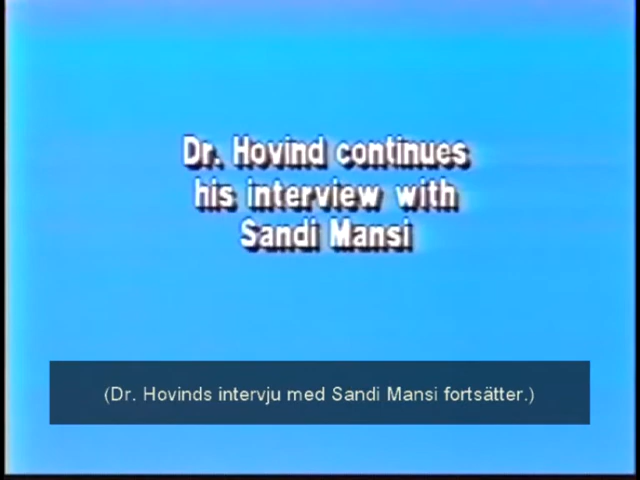 Dr. Hovind continues
his interview with
Sandi Mansi
(Dr. Hovinds intervju med Sandi Mansi fortsätter.)